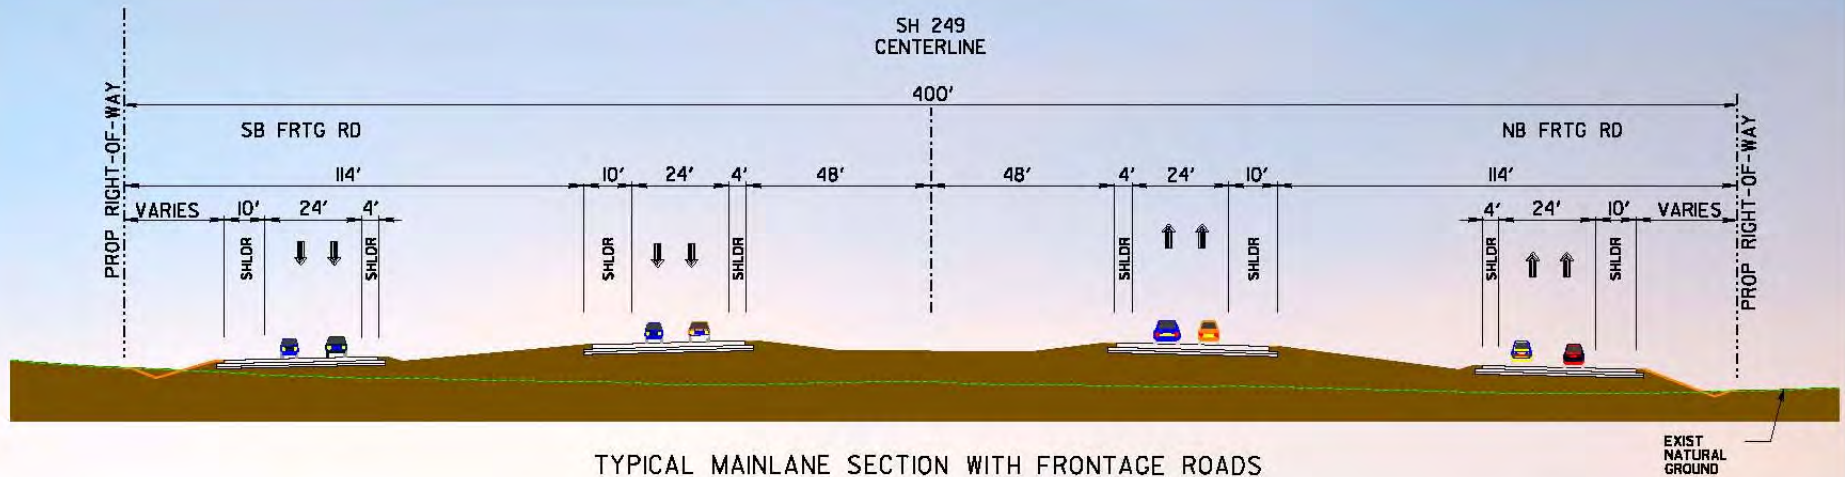 SH 249
CENTERLINE
400'
PROP RIGHT-OF-WAY
SB FRTG RD
NB FRTG RD
PROP RIGHT-OF-WAY
114' 10' 24' 4' 48' 48' 4' 24' 10' 114'
VARIES 10' 24' 4' 4' 24' 10' VARIES
SHLDR SHLDR SHLDR SHLDR SHLDR SHLDR SHLDR SHLDR
EXIST
NATURAL
GROUND
TYPICAL MAINLANE SECTION WITH FRONTAGE ROADS